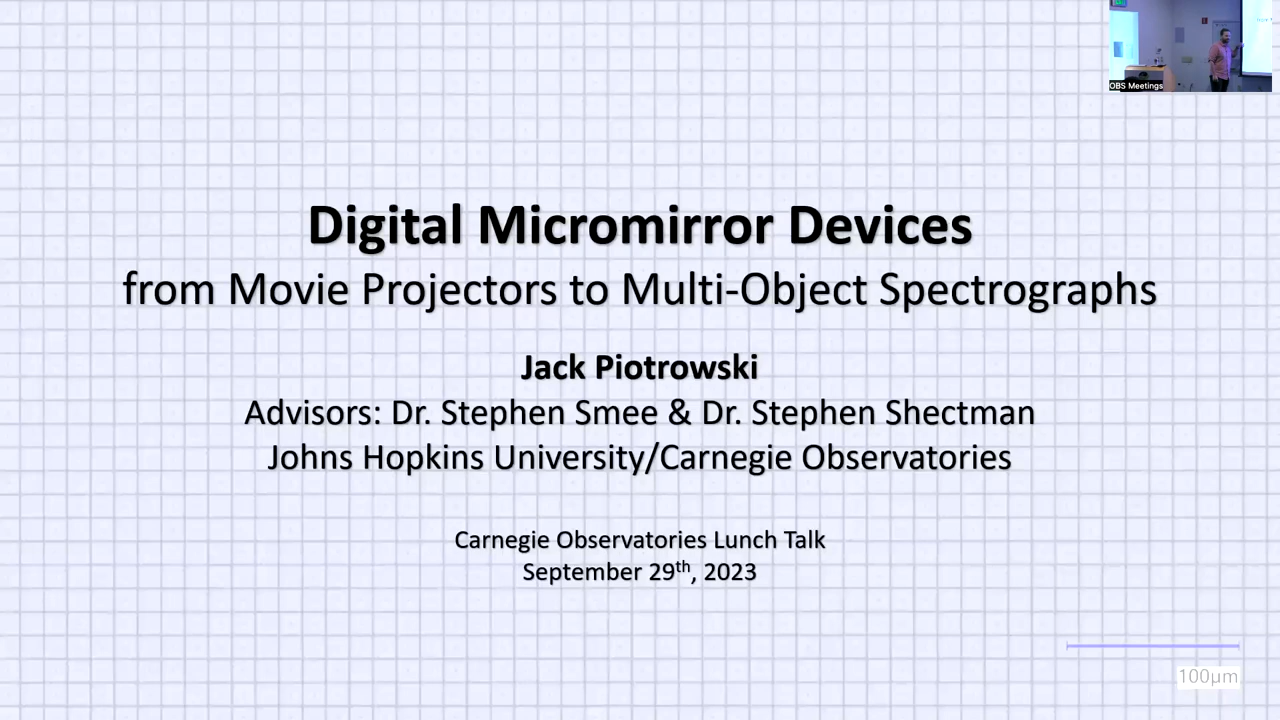 OBS Meetings
Digital Micromirror Devices
from Movie Projectors to Multi-Object Spectrographs
Jack Piotrowski
Advisors: Dr. Stephen Smee & Dr. Stephen Shectman
Johns Hopkins University/Carnegie Observatories
Carnegie Observatories Lunch Talk
September 29th, 2023
100μm